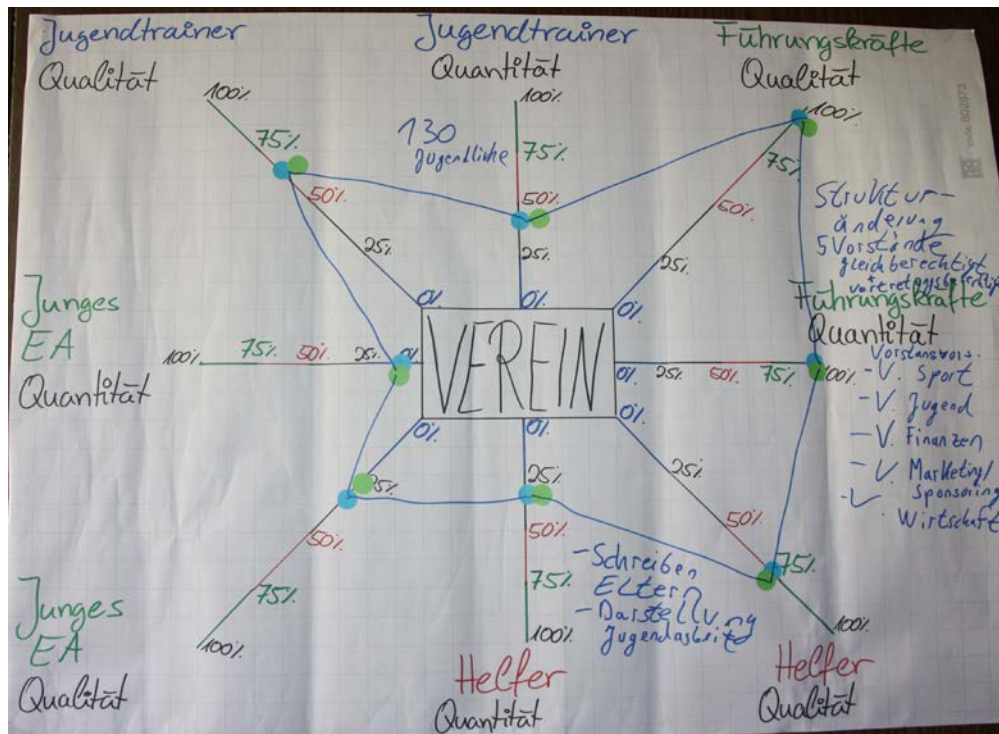 Jugendtrainer
Qualität
100%
75%
50%
25%
0%
Jugendtrainer
Quantität
100%
75%
50%
25%
0%
130
Jugendliche
Führungskräfte
Qualität
100%
75%
50%
25%
0%
Struktur-
änderung
5 Vorstände
gleichberechtigt
+
Führungskräfte
Quantität
0%
25%
50%
75%
100%
- V. Sport
- V. Jugend
- V. Finanzen
- V. Marketing/
Sponsoring
- V. Wirtschaft
Junges
EA
Quantität
100%
75%
50%
25%
0%
VEREIN
Junges
EA
Qualität
0%
25%
50%
75%
100%
0%
25%
50%
75%
100%
Helfer
Quantität
- Schreiben
Eltern
- Darstellung
Jugendarbeit
0%
25%
50%
75%
100%
Helfer
Qualität